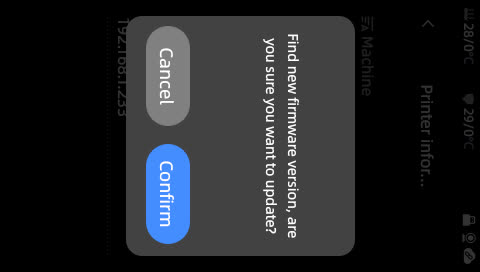 28/0°C 29/0°C
Printer infor...
Machine
Find new firmware version, are
you sure you want to update?
Cancel Confirm
192.168.1.233